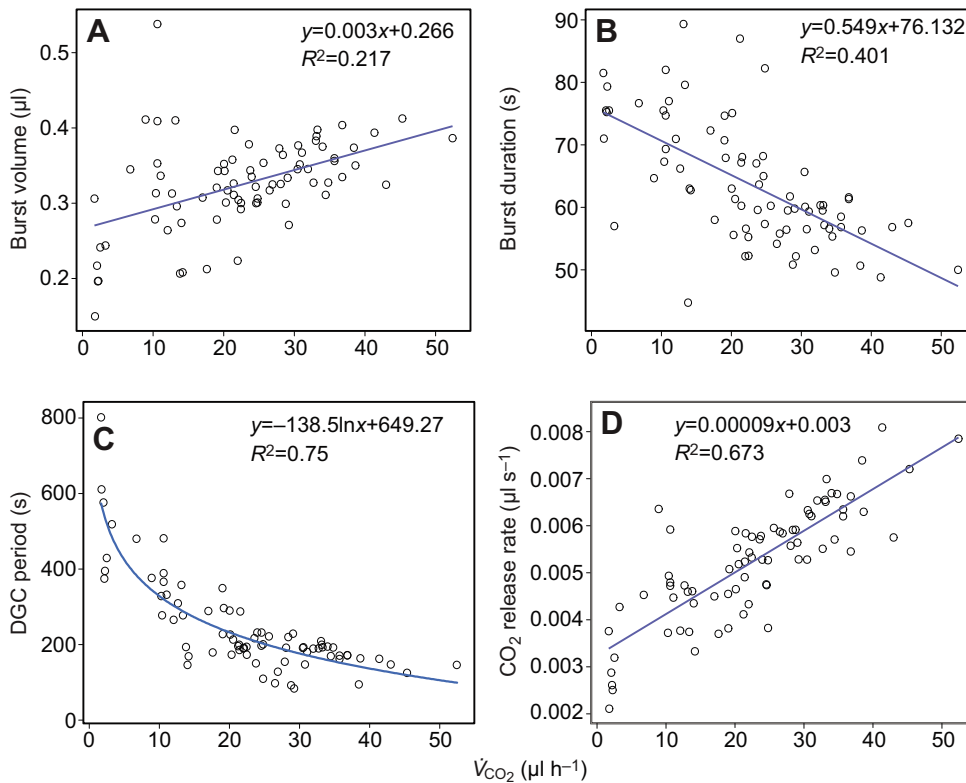 A
y=0.003x+0.266
R²=0.217
Burst volume (µl)
0.5
0.4
0.3
0.2
0 10 20 30 40 50
B
y=0.549x+76.132
R²=0.401
Burst duration (s)
90
80
70
60
50
0 10 20 30 40 50
C
y=–138.5lnx+649.27
R²=0.75
DGC period (s)
800
600
400
200
0
0 10 20 30 40 50
D
y=0.00009x+0.003
R²=0.673
CO₂ release rate (µl s⁻¹)
0.008
0.007
0.006
0.005
0.004
0.003
0.002
0 10 20 30 40 50
V̇CO₂ (µl h⁻¹)